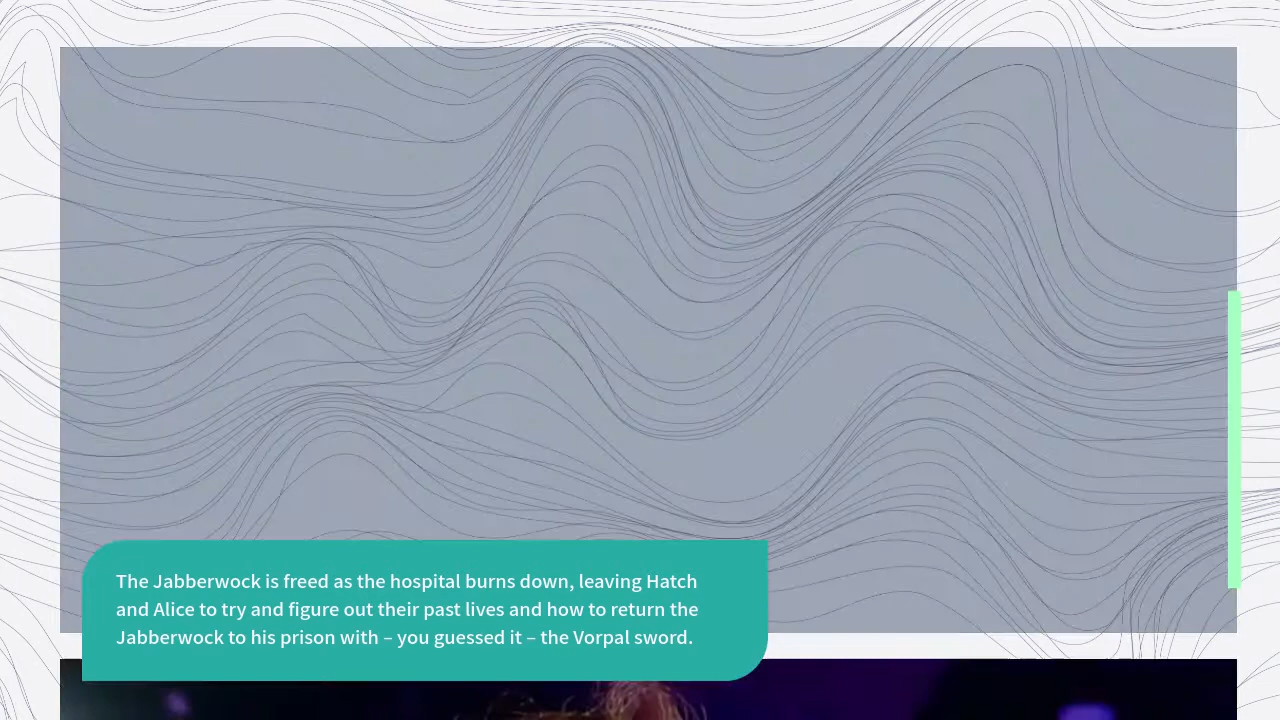 The Jabberwock is freed as the hospital burns down, leaving Hatch
and Alice to try and figure out their past lives and how to return the
Jabberwock to his prison with – you guessed it – the Vorpal sword.